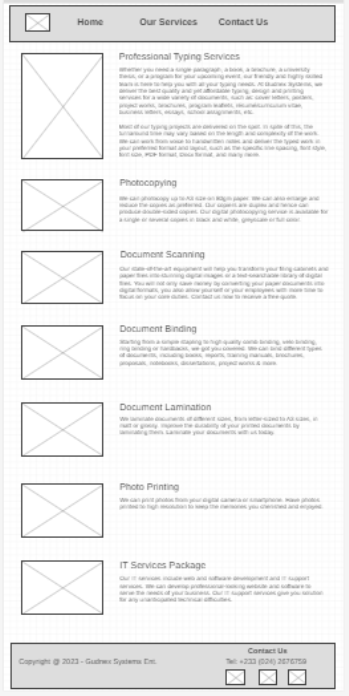 Home Our Services Contact Us
Professional Typing Services
Whether you need a single paragraph, a book, a brochure, a university
thesis, or a program for your upcoming event, our friendly and highly skilled
team is here to help you with all your typing needs. At Gudnex Systems, we
deliver the best quality and yet affordable typing, design and printing
services for a wide variety of documents, such as cover letters, posters,
project works, brochures, program leaflets, resume/curriculum vitae,
business letters, essays, school assignments, etc.
Most of our typing projects are delivered on the spot. In spite of this, the
turnaround time may vary based on the length and complexity of the work.
We can work from voice to handwritten notes and deliver the typed work in
your preferred format and layout, such as the specific line spacing, font style,
font size, PDF format, Docx format, and many more.
Photocopying
We can photocopy up to A3 size on 80gsm paper. We can also enlarge and
reduce the copies as preferred. Our copiers are duplex and hence can
produce double-sided copies. Our digital photocopying service is available for
a single or several copies in black and white, greyscale or full color.
Document Scanning
Our state-of-the-art equipment will help you transform your filing cabinets and
paper files into stunning digital images or a text-searchable library of digital
files. You will not only save money by converting your paper documents into
digital formats, you also allow yourself or your employees with more time to
focus on your core duties. Contact us now to receive a free quote.
Document Binding
Starting from a simple stapling to high quality comb binding, velo binding,
ring binding or hardbacks, we got you covered. We can bind different types
of documents, including books, reports, training manuals, brochures,
proposals, notebooks, dissertations, project works & more.
Document Lamination
We laminate documents of different sizes, from letter-sized to A3 sizes, in
matt or glossy. Improve the durability of your printed documents by
laminating them. Laminate your documents with us today.
Photo Printing
We can print photos from your digital camera or smartphone. Have photos
printed to high resolution to keep the memories you cherished and enjoyed.
IT Services Package
Our IT services include web and software development and IT support
services. We can develop professional-looking website and software to
serve the needs of your business. Our IT support services give you solution
for any unanticipated technical difficulties.
Contact Us
Copyright @ 2023 - Gudnex Systems Ent. Tel: +233 (024) 2676759